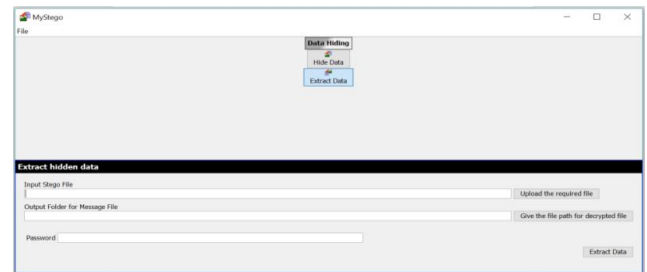 MyStego
File
Data Hiding
Hide Data
Extract Data
Extract hidden data
Input Stego File
Upload the required file
Output Folder for Message File
Give the file path for decrypted file
Password
Extract Data